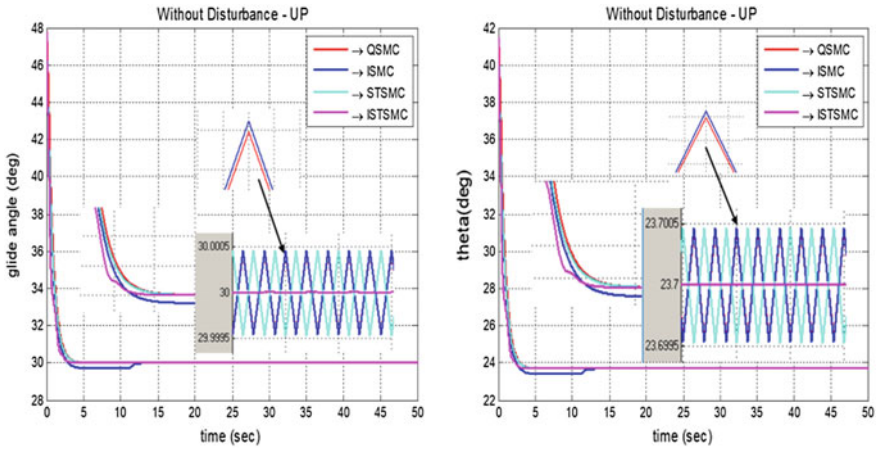 Without Disturbance - UP
glide angle (deg)
48
46
44
42
40
38
36
34
32
30
28
→ QSMC
→ ISMC
→ STSMC
→ ISTSMC
30.0005
30
29.9995
0 5 10 15 20 25 30 35 40 45 50
time (sec)
Without Disturbance - UP
theta(deg)
42
40
38
36
34
32
30
28
26
24
22
→ QSMC
→ ISMC
→ STSMC
→ ISTSMC
23.7005
23.7
23.6995
0 5 10 15 20 25 30 35 40 45 50
time (sec)